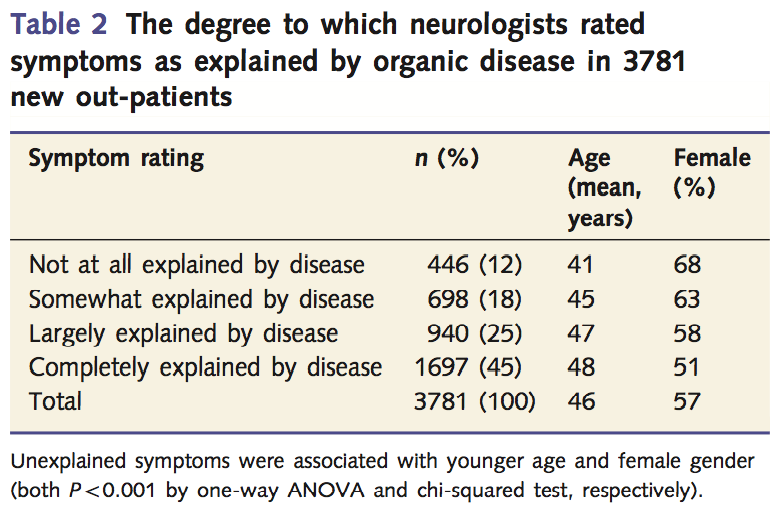 Table 2 The degree to which neurologists rated
symptoms as explained by organic disease in 3781
new out-patients
Symptom rating n (%) Age (mean, years) Female (%)
Not at all explained by disease 446 (12) 41 68
Somewhat explained by disease 698 (18) 45 63
Largely explained by disease 940 (25) 47 58
Completely explained by disease 1697 (45) 48 51
Total 3781 (100) 46 57
Unexplained symptoms were associated with younger age and female gender
(both P<0.001 by one-way ANOVA and chi-squared test, respectively).